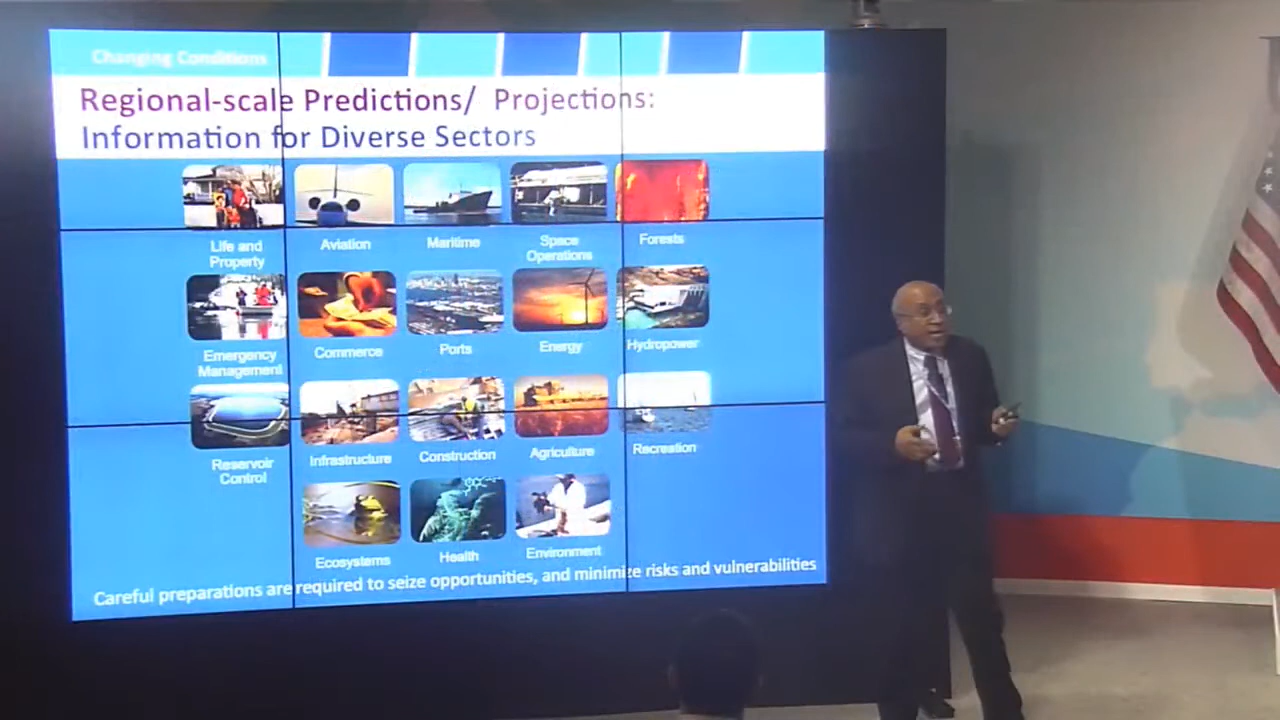 Changing Conditions
Regional-scale Predictions/ Projections:
Information for Diverse Sectors
Life and
Property
Aviation
Maritime
Space
Operations
Forests
Emergency
Management
Commerce
Ports
Energy
Hydropower
Reservoir
Control
Infrastructure
Construction
Agriculture
Recreation
Ecosystems
Health
Environment
Careful preparations are required to seize opportunities, and minimize risks and vulnerabilities